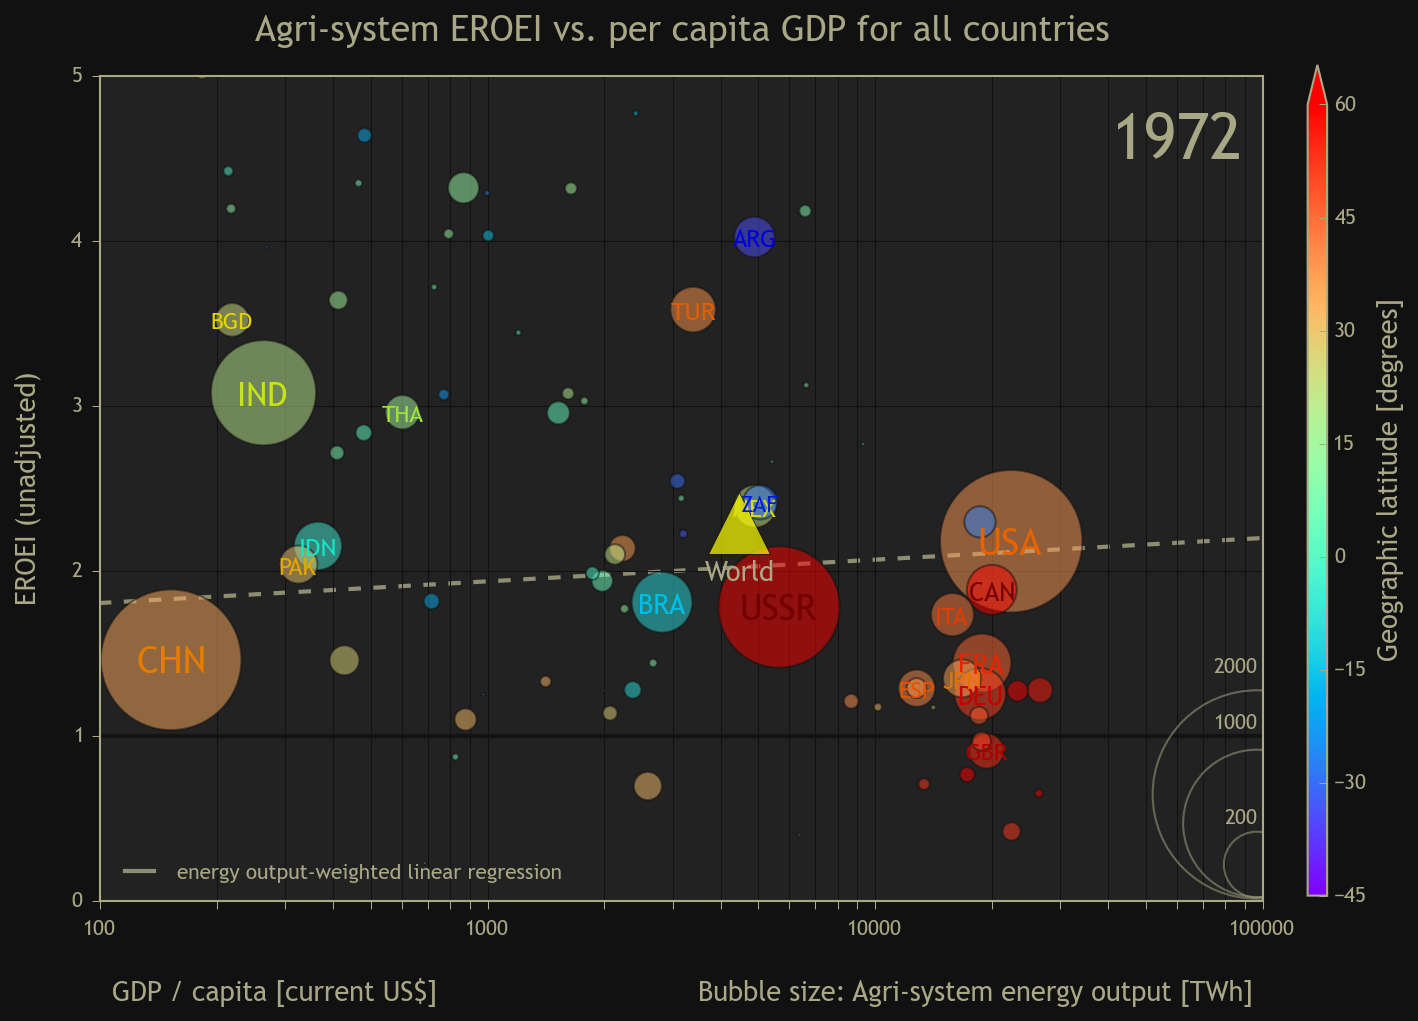 Agri-system EROEI vs. per capita GDP for all countries
1972
EROEI (unadjusted)
5
4
3
2
1
0
ARG
TUR
BGD
IND
THA
ZAF
IDN
PAK
USA
World
CAN
BRA
USSR
ITA
CHN
FRA
JPN
ESP
DEU
GBR
2000
1000
200
energy output-weighted linear regression
100
1000
10000
100000
GDP / capita [current US$]
Bubble size: Agri-system energy output [TWh]
60
45
30
15
0
−15
−30
−45
Geographic latitude [degrees]